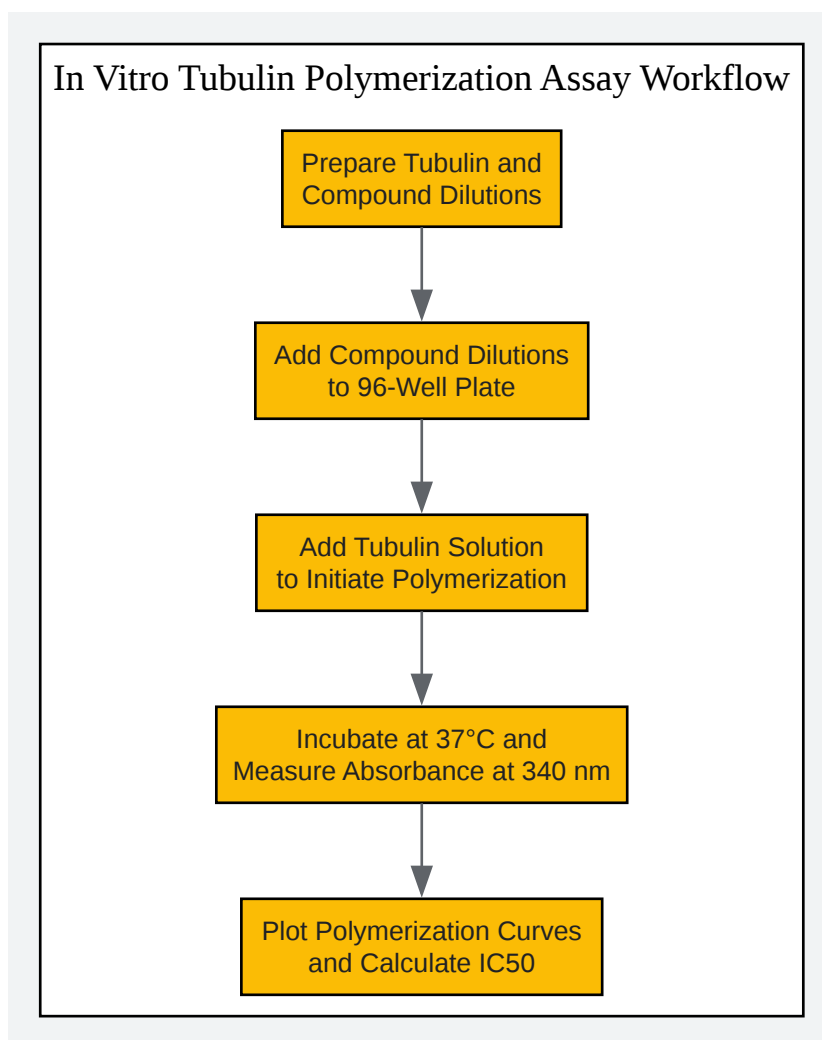 In Vitro Tubulin Polymerization Assay Workflow
Prepare Tubulin and
Compound Dilutions
Add Compound Dilutions
to 96-Well Plate
Add Tubulin Solution
to Initiate Polymerization
Incubate at 37°C and
Measure Absorbance at 340 nm
Plot Polymerization Curves
and Calculate IC50